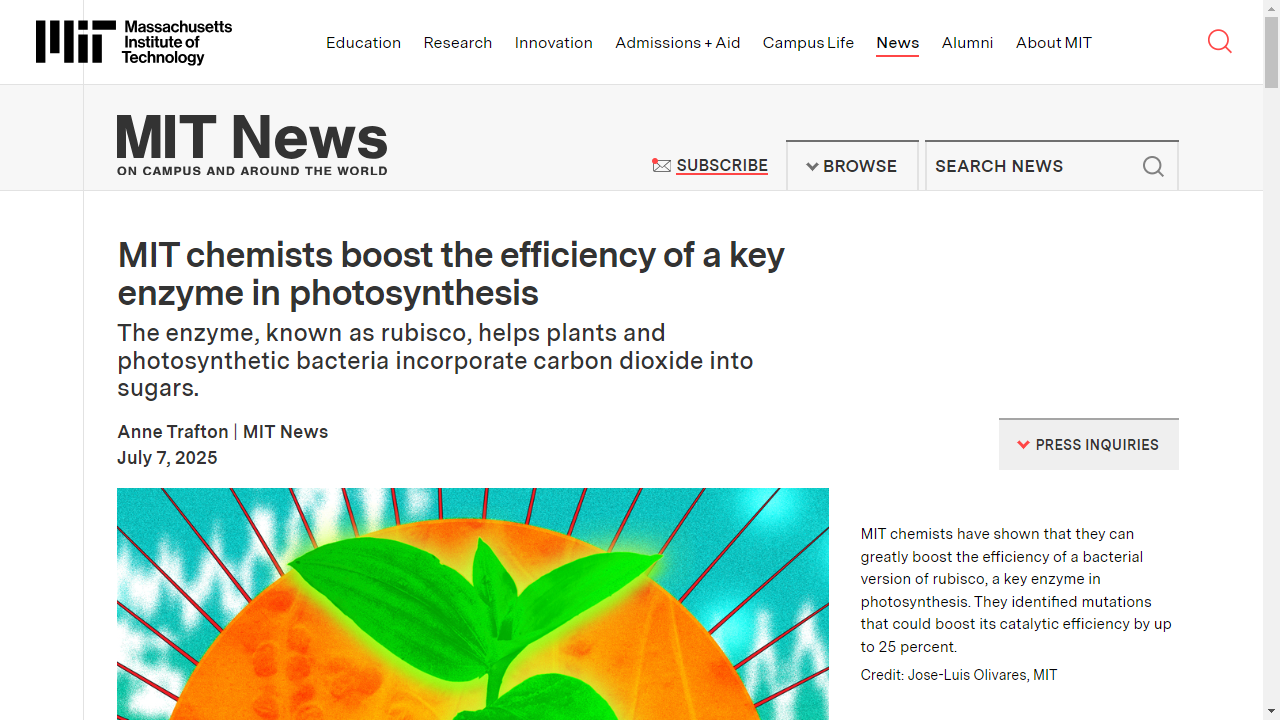 Massachusetts
Institute of
Technology
Education Research Innovation Admissions + Aid Campus Life News Alumni About MIT
MIT News
ON CAMPUS AND AROUND THE WORLD
SUBSCRIBE
BROWSE
SEARCH NEWS
MIT chemists boost the efficiency of a key
enzyme in photosynthesis
The enzyme, known as rubisco, helps plants and
photosynthetic bacteria incorporate carbon dioxide into
sugars.
Anne Trafton | MIT News
July 7, 2025
PRESS INQUIRIES
MIT chemists have shown that they can
greatly boost the efficiency of a bacterial
version of rubisco, a key enzyme in
photosynthesis. They identified mutations
that could boost its catalytic efficiency by up
to 25 percent.
Credit: Jose-Luis Olivares, MIT